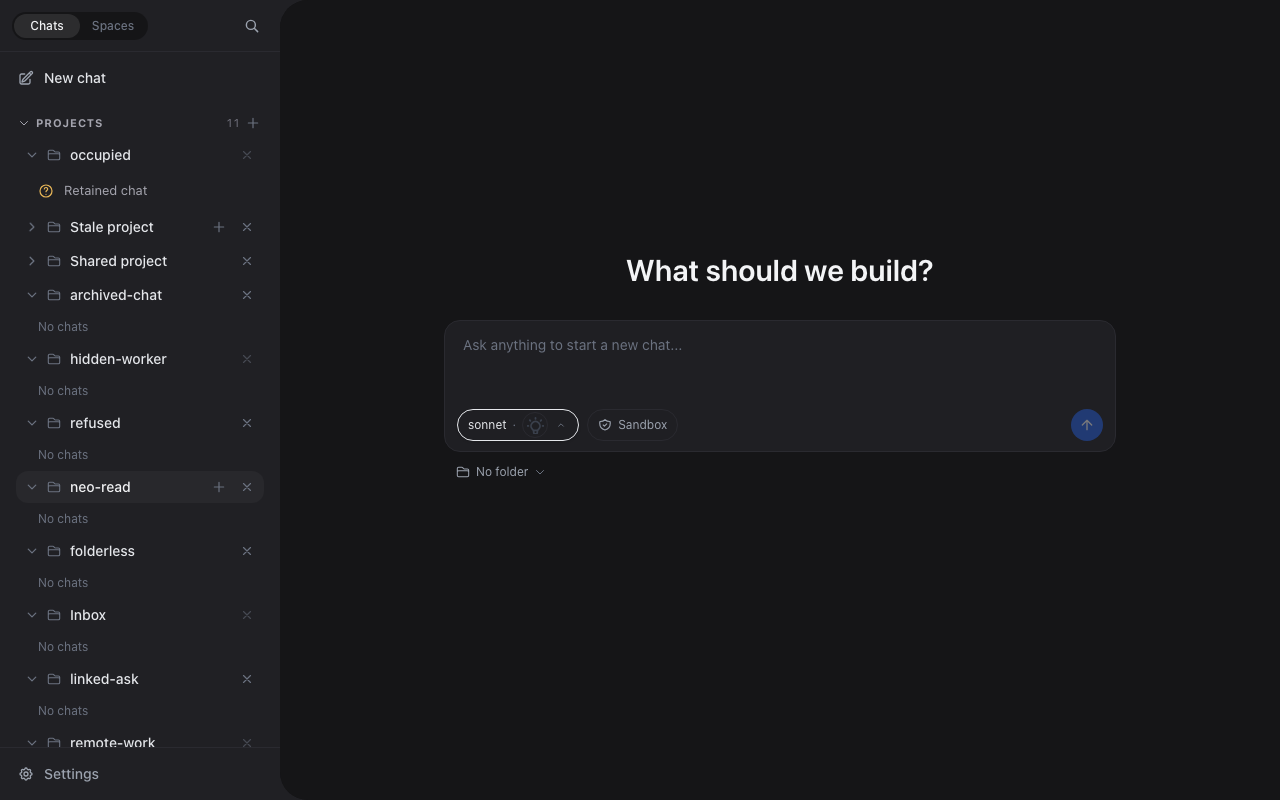 Chats Spaces
New chat
PROJECTS 11
occupied
Retained chat
Stale project
Shared project
archived-chat
No chats
hidden-worker
No chats
refused
No chats
neo-read
No chats
folderless
No chats
Inbox
No chats
linked-ask
No chats
remote-work
Settings
What should we build?
Ask anything to start a new chat...
sonnet · Sandbox
No folder